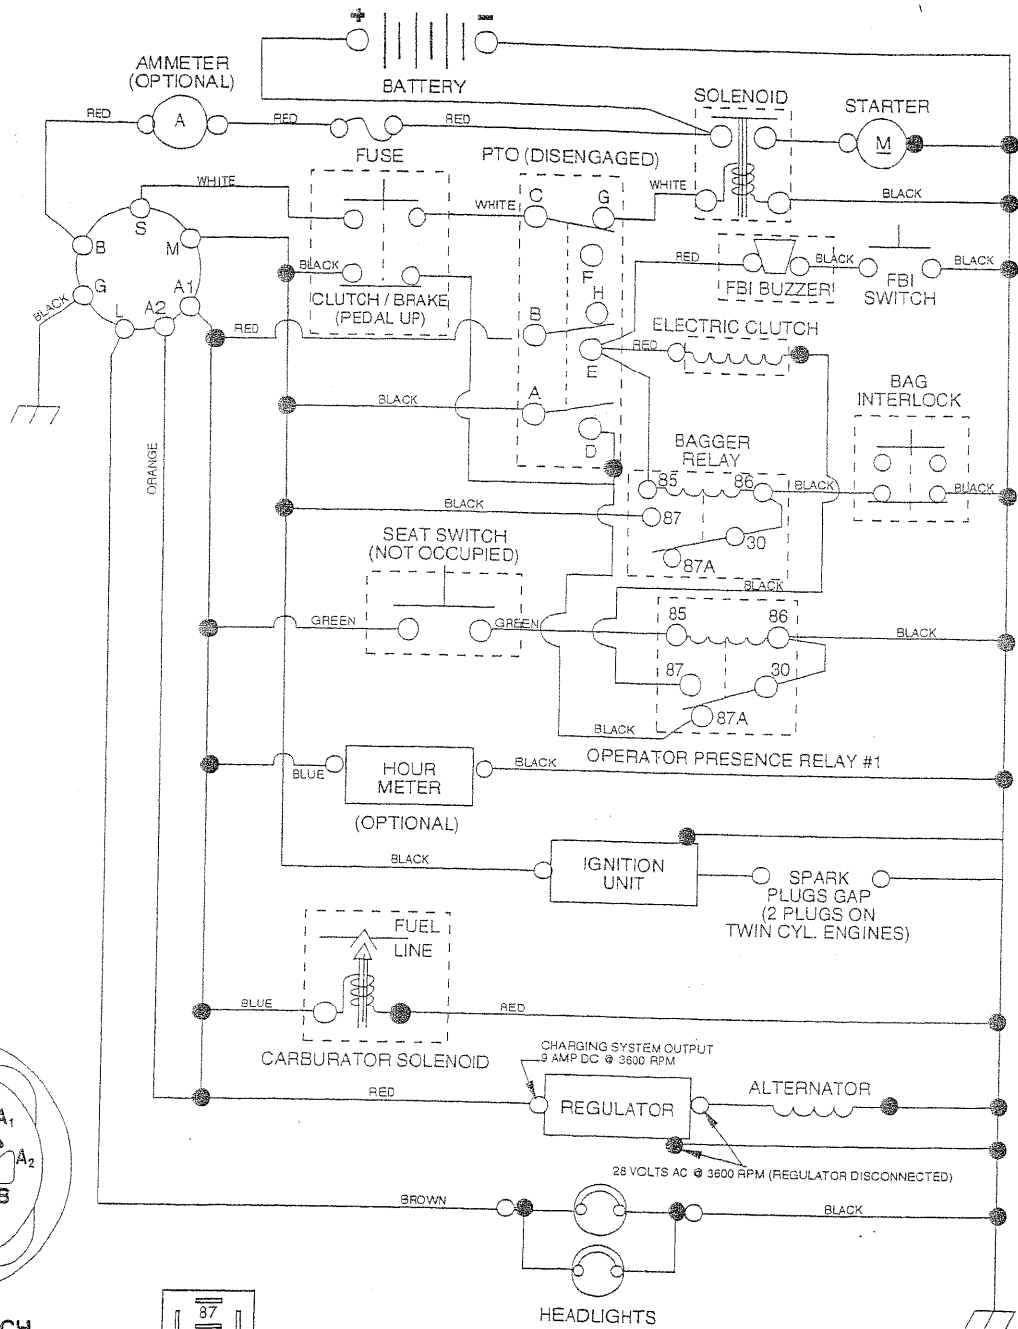 + -
BATTERY
AMMETER
(OPTIONAL)
RED
A
RED
RED
FUSE
SOLENOID
STARTER
M
PTO (DISENGAGED)
WHITE
WHITE
C
G
WHITE
BLACK
S
M
B
G
L
A2
A1
BLACK
BLACK
CLUTCH / BRAKE
(PEDAL UP)
F
H
RED
BLACK
BLACK
FBI BUZZER
FBI
SWITCH
RED
B
E
RED
ELECTRIC CLUTCH
BLACK
A
D
BAG
INTERLOCK
ORANGE
BAGGER
RELAY
85
86
BLACK
BLACK
BLACK
87
30
87A
BLACK
SEAT SWITCH
(NOT OCCUPIED)
GREEN
GREEN
85
86
BLACK
87
30
87A
BLACK
OPERATOR PRESENCE RELAY #1
BLUE
HOUR
METER
BLACK
(OPTIONAL)
BLACK
IGNITION
UNIT
SPARK
PLUGS GAP
(2 PLUGS ON
TWIN CYL. ENGINES)
FUEL
LINE
BLUE
RED
CARBURATOR SOLENOID
CHARGING SYSTEM OUTPUT
9 AMP DC @ 3600 RPM
RED
REGULATOR
ALTERNATOR
28 VOLTS AC @ 3600 RPM (REGULATOR DISCONNECTED)
A1
A2
B
BROWN
BLACK
HEADLIGHTS
87